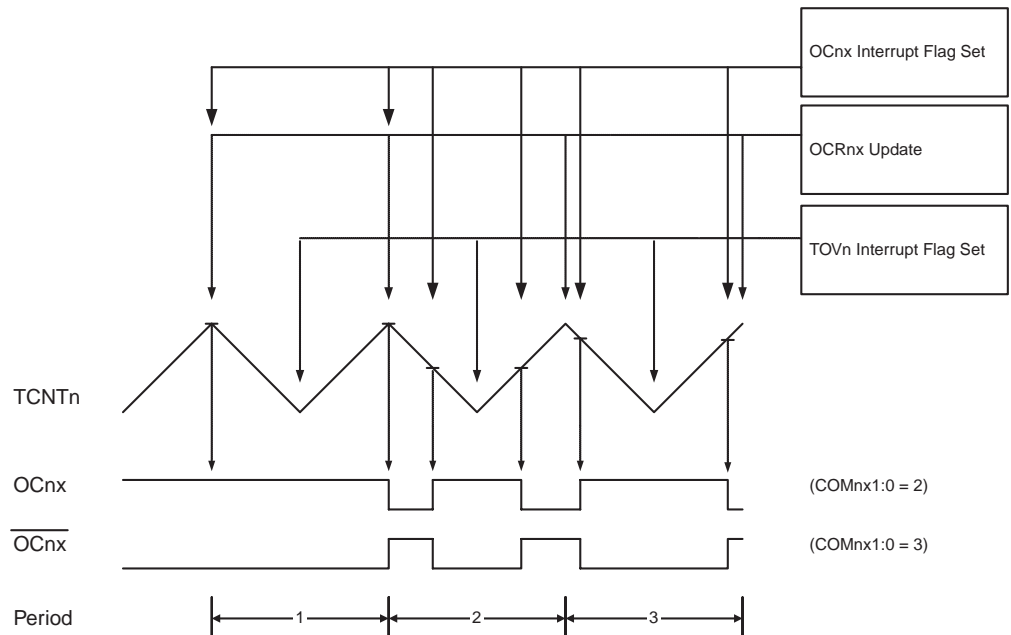 OCnx Interrupt Flag Set
OCRnx Update
TOVn Interrupt Flag Set
TCNTn
OCnx
(COMnx1:0 = 2)
OCnx
(COMnx1:0 = 3)
Period
1
2
3